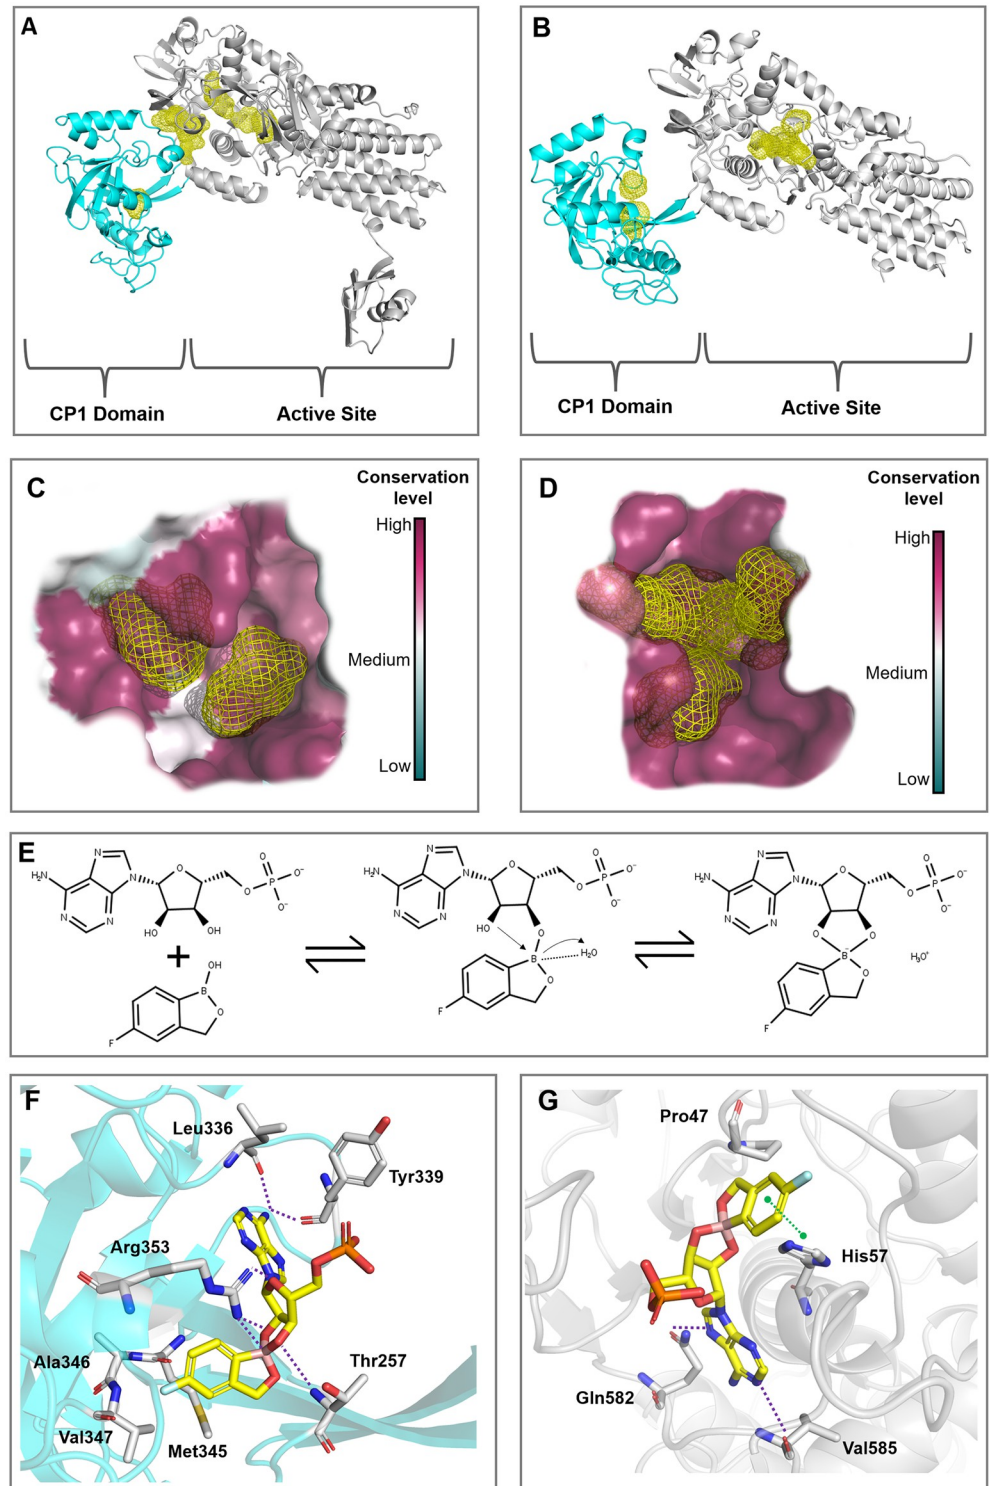 A
CP1 Domain
Active Site
B
CP1 Domain
Active Site
C
Conservation
level
High
Medium
Low
D
Conservation
level
High
Medium
Low
E
H₂N
N
N
N
N
O
O
P
O⁻
O
O⁻
HO
OH
+
OH
B
O
F
H₂N
N
N
N
N
O
O
P
O⁻
O
O⁻
HO
O
B
H₂O
O
F
H₂N
N
N
N
N
O
O
P
O⁻
O
O⁻
O
O
B⁻
O
F
H₃O⁺
F
Leu336
Tyr339
Arg353
Ala346
Thr257
Val347
Met345
G
Pro47
His57
Gln582
Val585